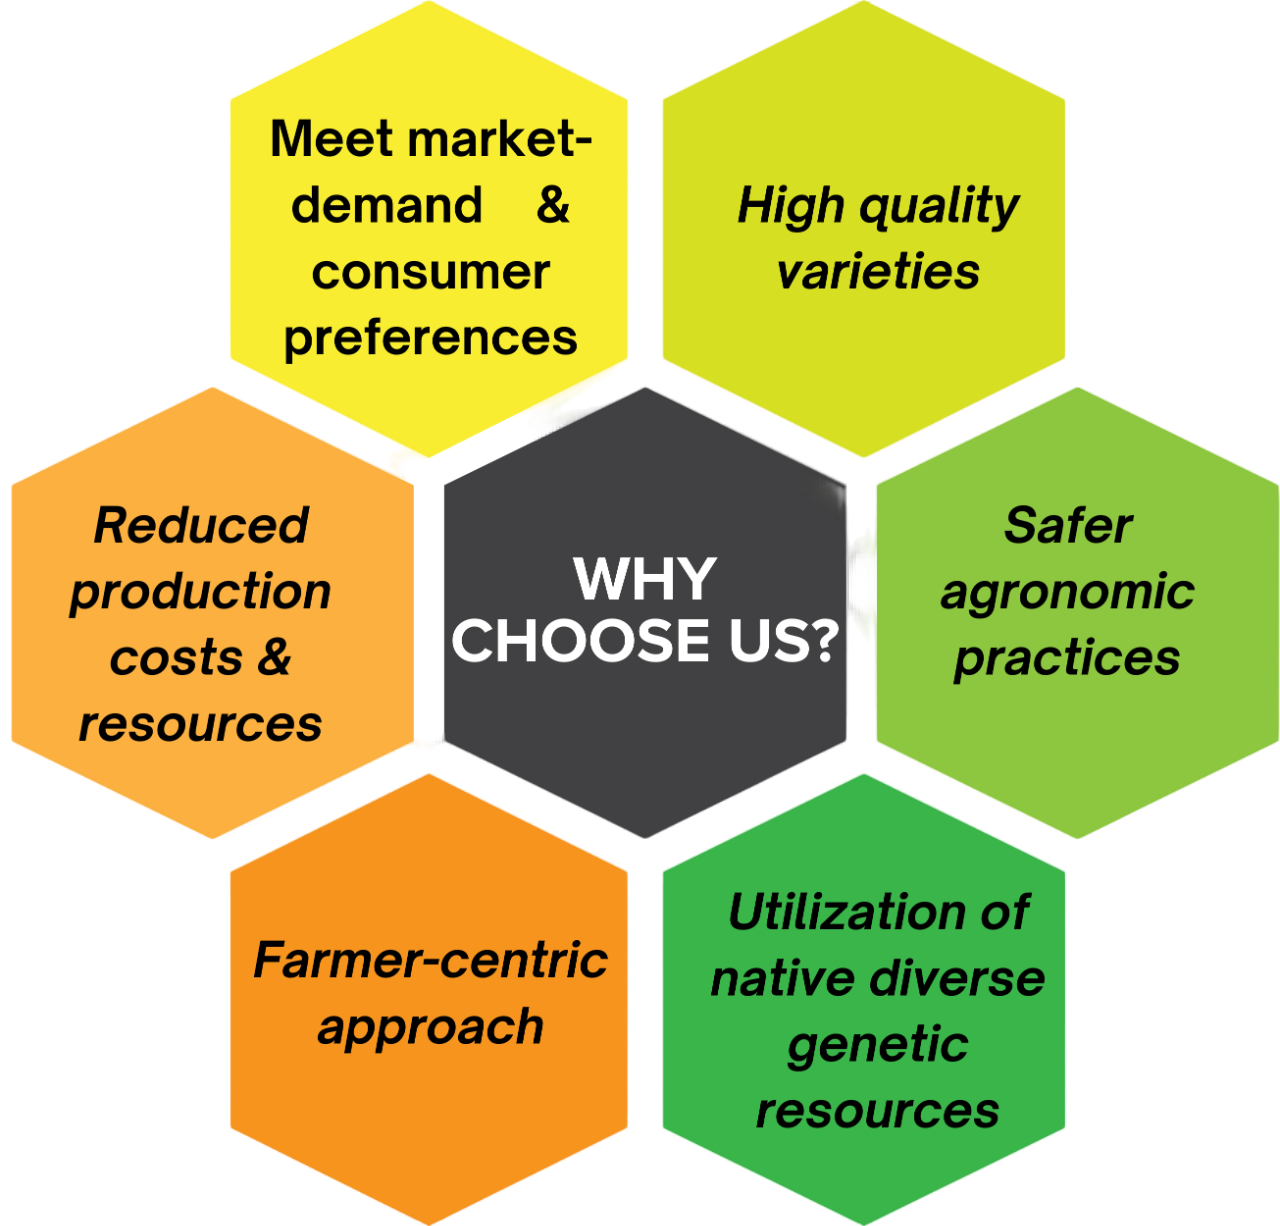 Meet market-
demand & 
consumer
preferences
High quality
varieties
Reduced
production
costs &
resources
WHY
CHOOSE US?
Safer
agronomic
practices
Farmer-centric
approach
Utilization of
native diverse
genetic
resources